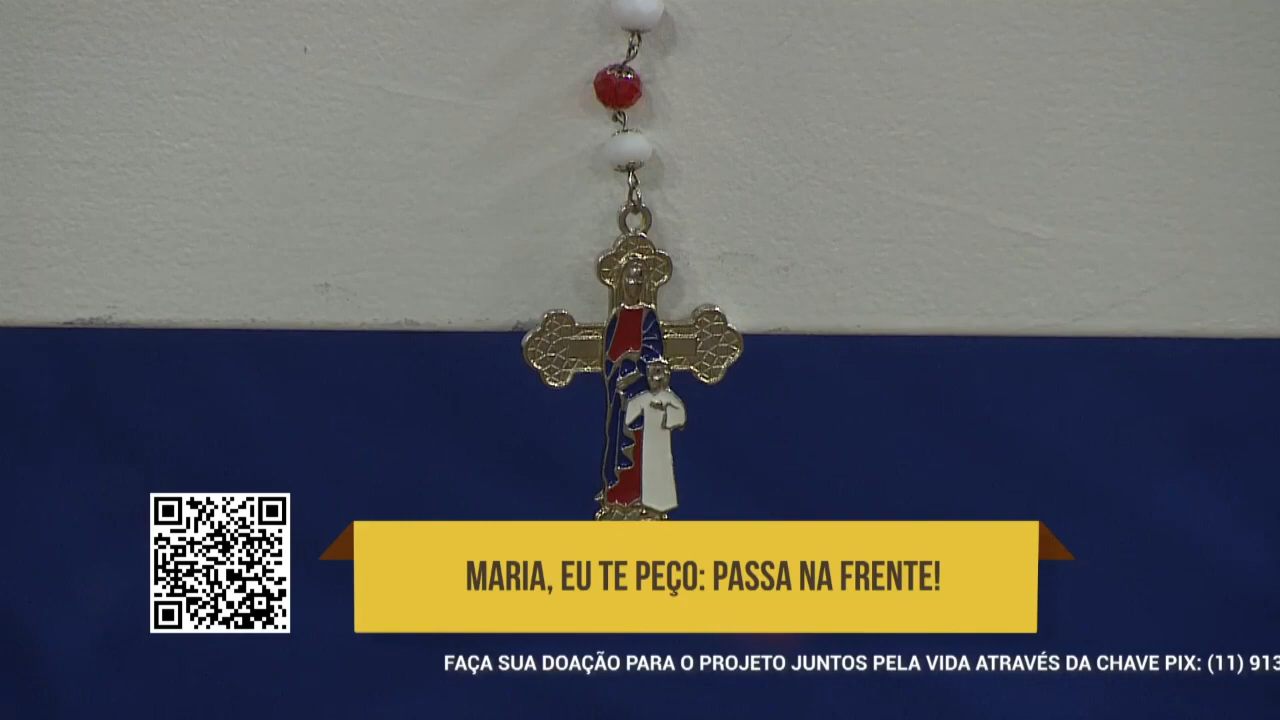 MARIA, EU TE PEÇO: PASSA NA FRENTE!
FAÇA SUA DOAÇÃO PARA O PROJETO JUNTOS PELA VIDA ATRAVÉS DA CHAVE PIX: (11) 913